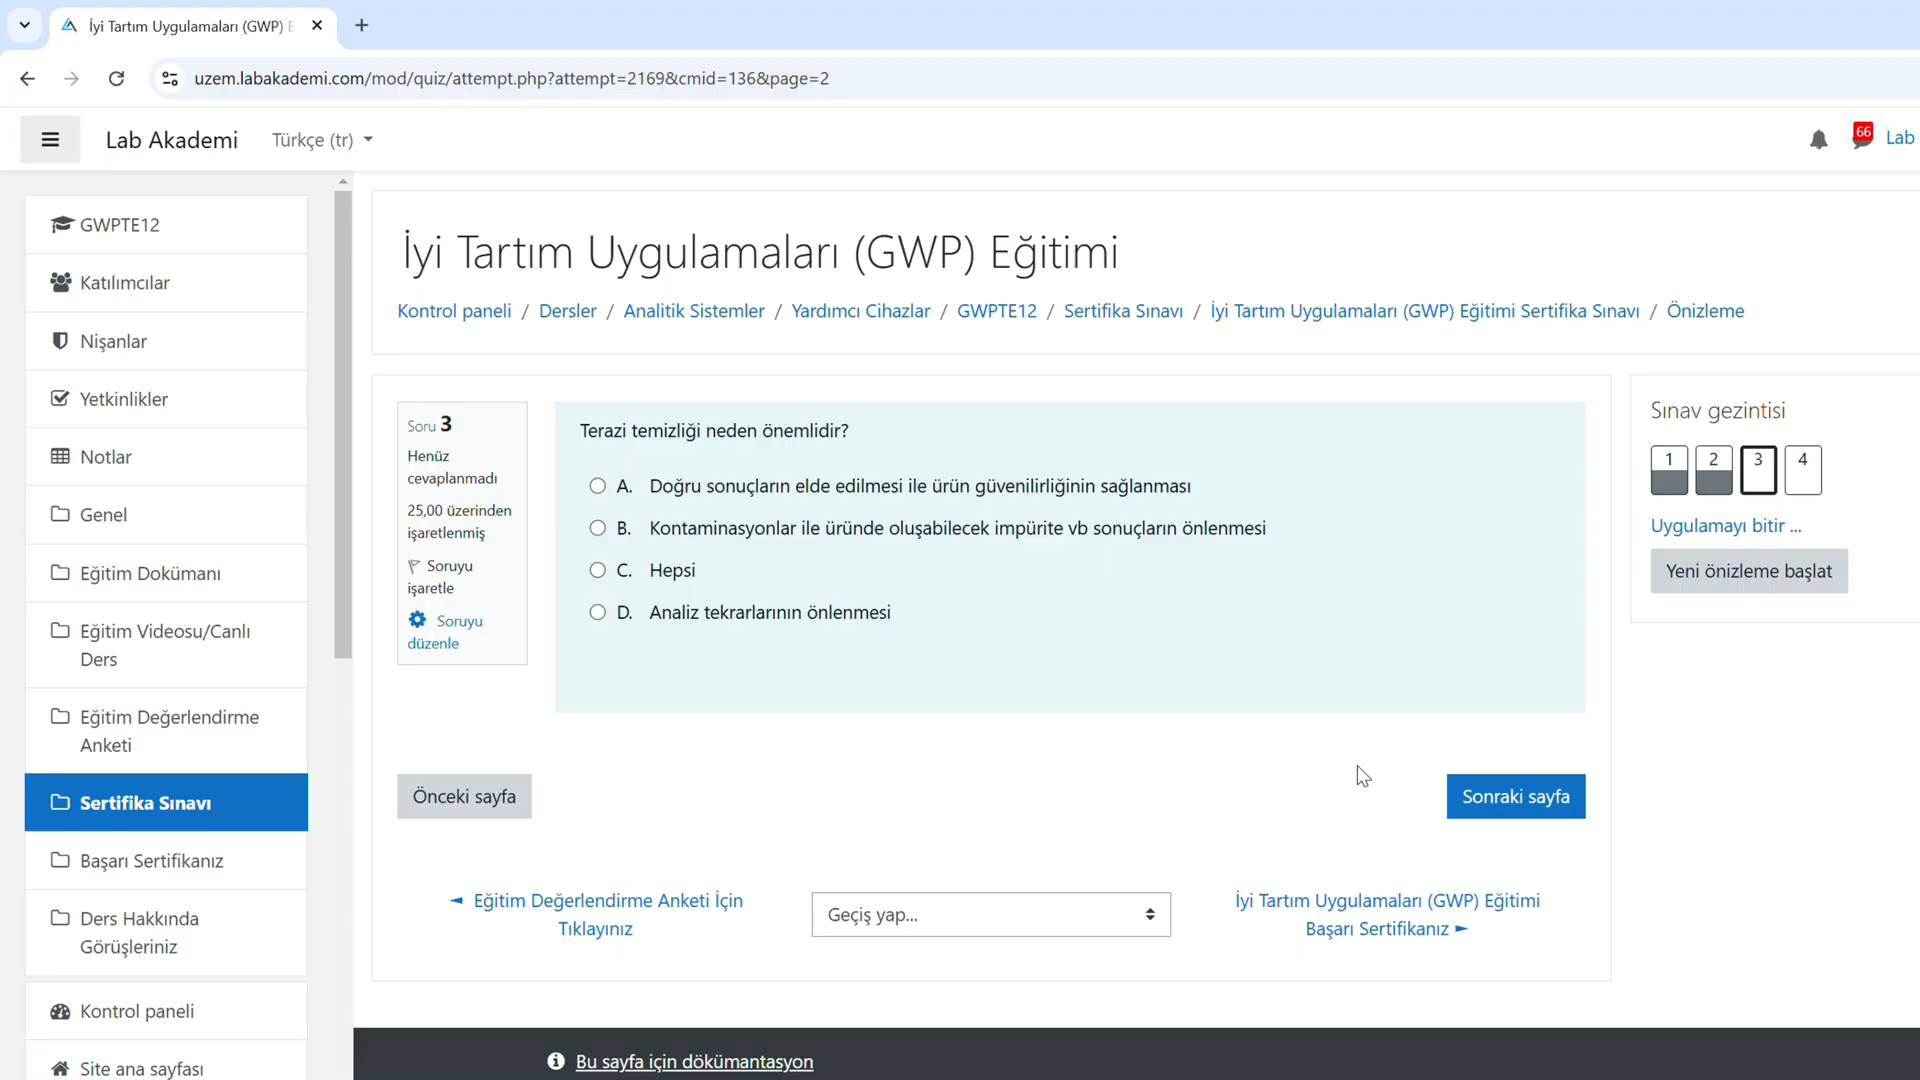 İyi Tartım Uygulamaları (GWP) E
uzem.labakademi.com/mod/quiz/attempt.php?attempt=2169&cmid=136&page=2
Lab Akademi
Türkçe (tr)
66
Lab
GWPTE12
Katılımcılar
Nişanlar
Yetkinlikler
Notlar
Genel
Eğitim Dokümanı
Eğitim Videosu/Canlı
Ders
Eğitim Değerlendirme
Anketi
Sertifika Sınavı
Başarı Sertifikanız
Ders Hakkında
Görüşleriniz
Kontrol paneli
Site ana sayfası
İyi Tartım Uygulamaları (GWP) Eğitimi
Kontrol paneli / Dersler / Analitik Sistemler / Yardımcı Cihazlar / GWPTE12 / Sertifika Sınavı / İyi Tartım Uygulamaları (GWP) Eğitimi Sertifika Sınavı / Önizleme
Soru 3
Henüz
cevaplanmadı
25,00 üzerinden
işaretlenmiş
Soruyu
işaretle
Soruyu
düzenle
Terazi temizliği neden önemlidir?
A. Doğru sonuçların elde edilmesi ile ürün güvenilirliğinin sağlanması
B. Kontaminasyonlar ile üründe oluşabilecek impürite vb sonuçların önlenmesi
C. Hepsi
D. Analiz tekrarlarının önlenmesi
Önceki sayfa
Sonraki sayfa
◄ Eğitim Değerlendirme Anketi İçin
Tıklayınız
Geçiş yap...
İyi Tartım Uygulamaları (GWP) Eğitimi
Başarı Sertifikanız ►
Sınav gezintisi
1 2 3 4
Uygulamayı bitir ...
Yeni önizleme başlat
Bu sayfa için dökümantasyon